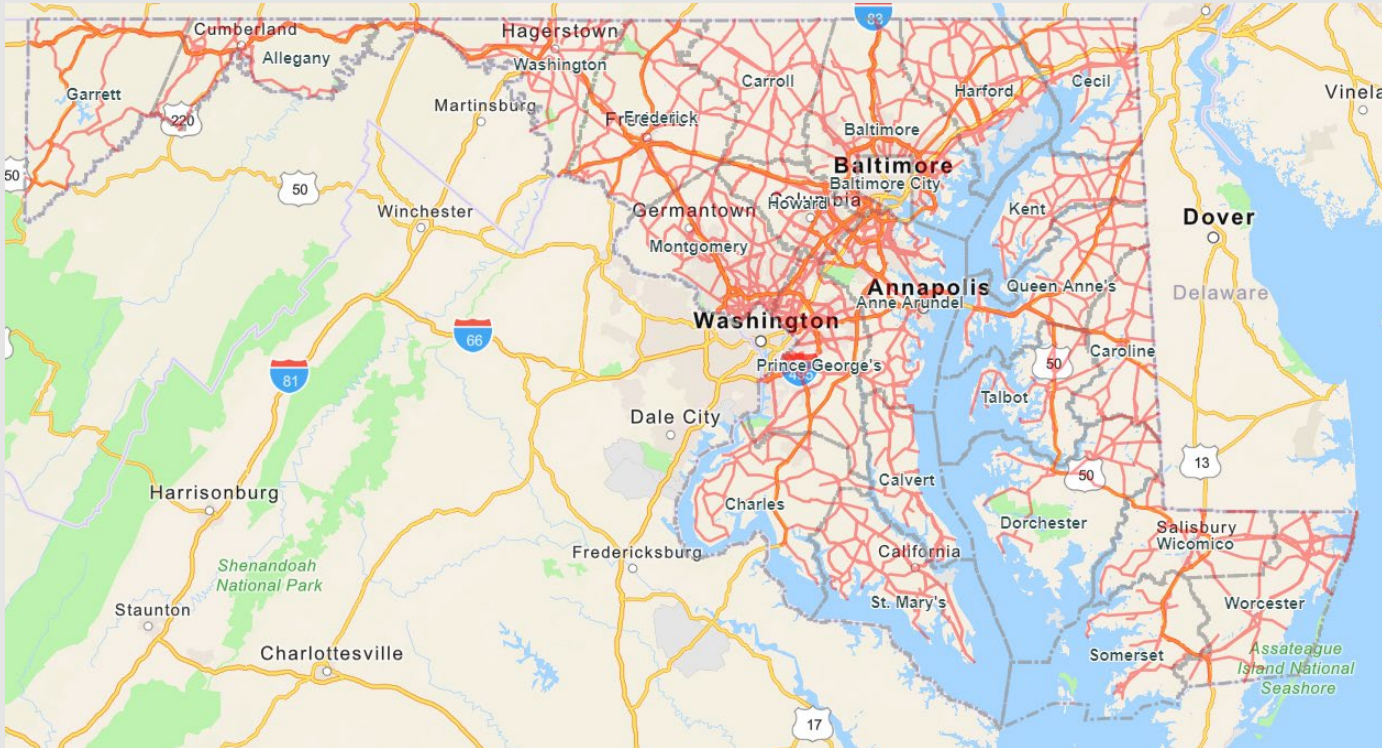 83
Cumberland
Hagerstown
Allegany
Washington
Carroll
Cecil
Garrett
Harford
Vinela
Martinsburg
220
Frederick
Baltimore
Baltimore
50
50
Baltimore City
Howard
Winchester
Germantown
Kent
Dover
Montgomery
Annapolis
Queen Anne's
Anne Arundel
Delaware
Washington
66
Caroline
81
Prince George's
50
Talbot
Dale City
13
50
Harrisonburg
Calvert
Charles
Dorchester
Salisbury
Wicomico
Fredericksburg
California
Shenandoah
National Park
Staunton
St. Mary's
Worcester
Charlottesville
Somerset
Assateague
Island National
Seashore
17